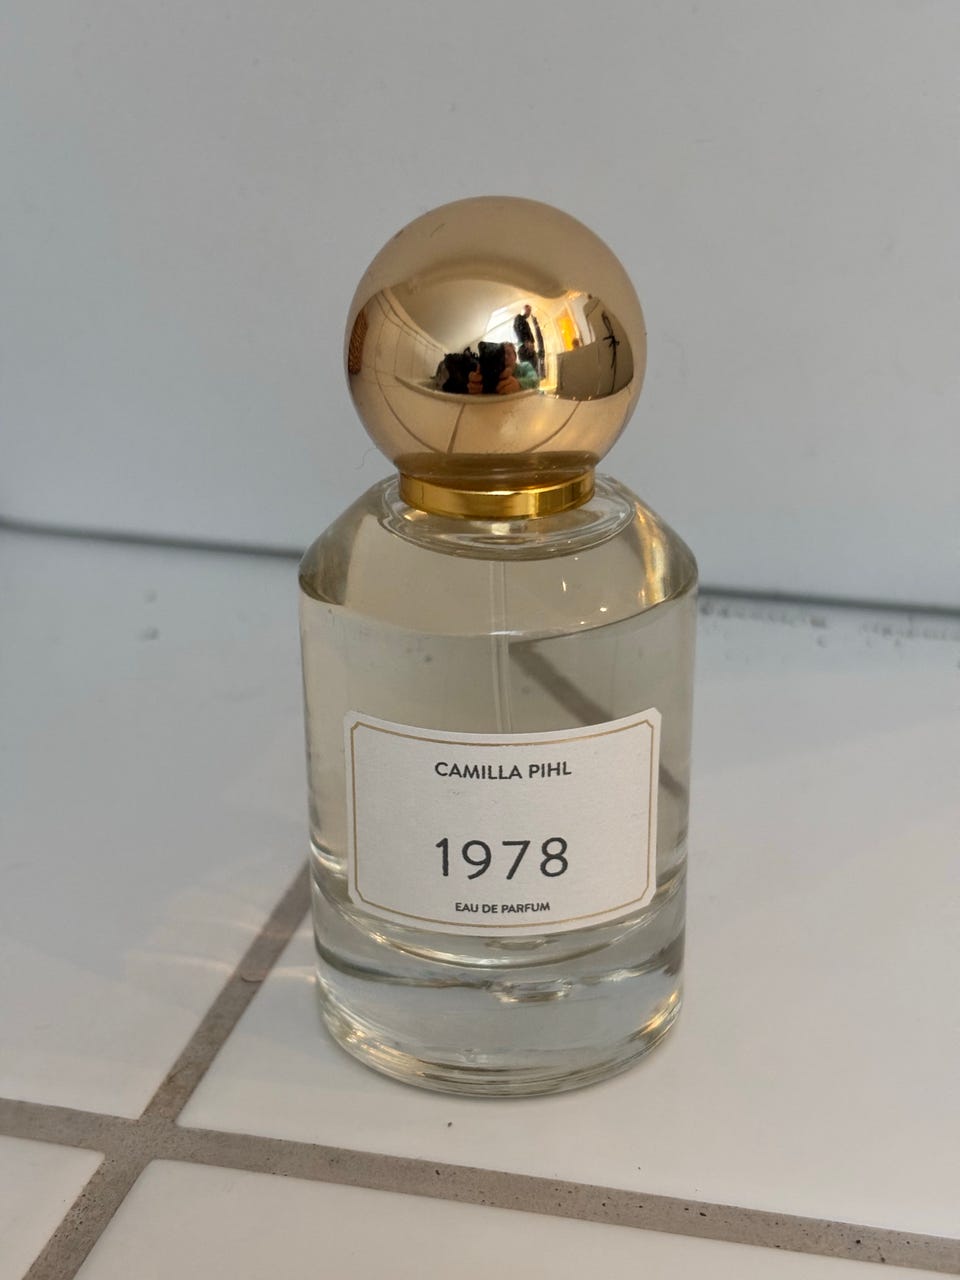 CAMILLA PIHL
1978
EAU DE PARFUM